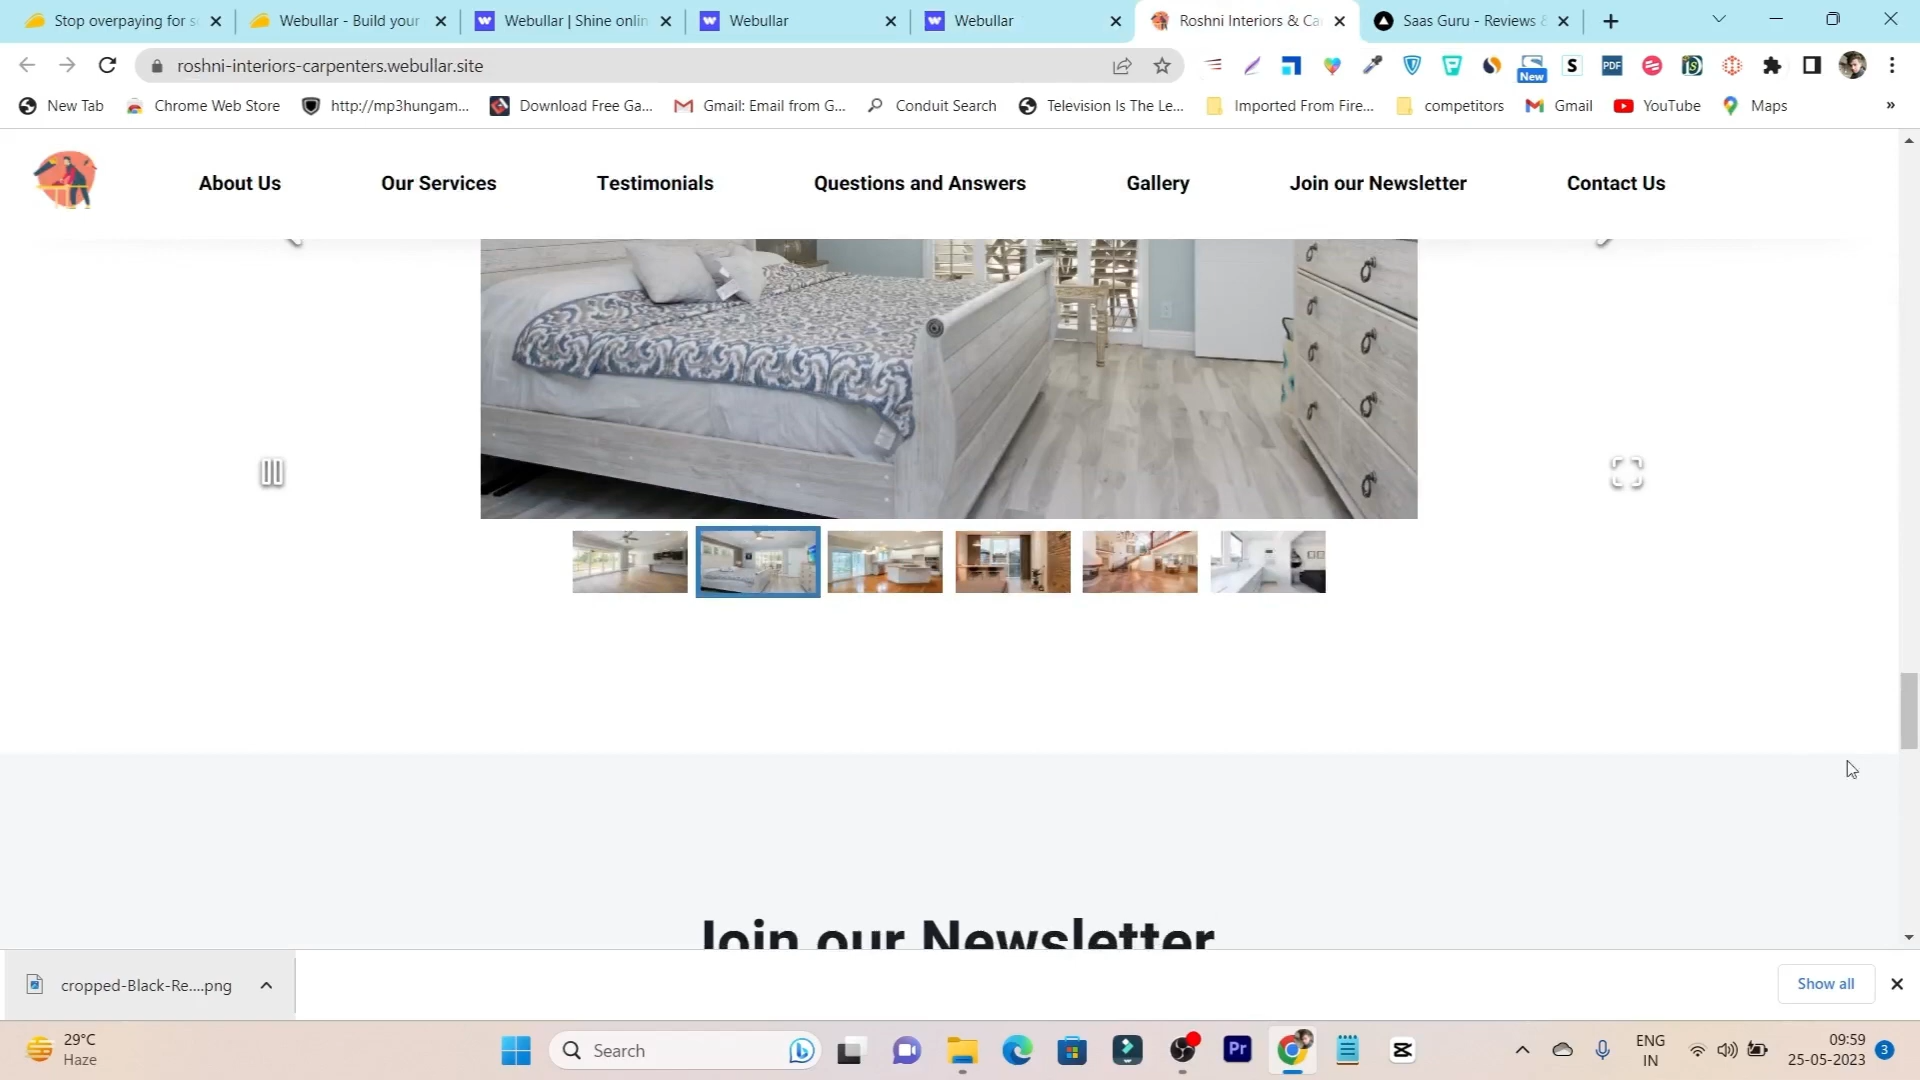 Stop overpaying for s
Webullar - Build your
Webullar | Shine onlin
Webullar
Webullar
Roshni Interiors & Ca
Saas Guru - Reviews &
roshni-interiors-carpenters.webullar.site
New
S
PDF
New Tab
Chrome Web Store
http://mp3hungam...
Download Free Ga...
Gmail: Email from G...
Conduit Search
Television Is The Le...
Imported From Fire...
competitors
Gmail
YouTube
Maps
»
About Us
Our Services
Testimonials
Questions and Answers
Gallery
Join our Newsletter
Contact Us
Join our Newsletter
cropped-Black-Re....png
Show all
29°C
Haze
Search
Pr
ENG
IN
09:59
25-05-2023
3